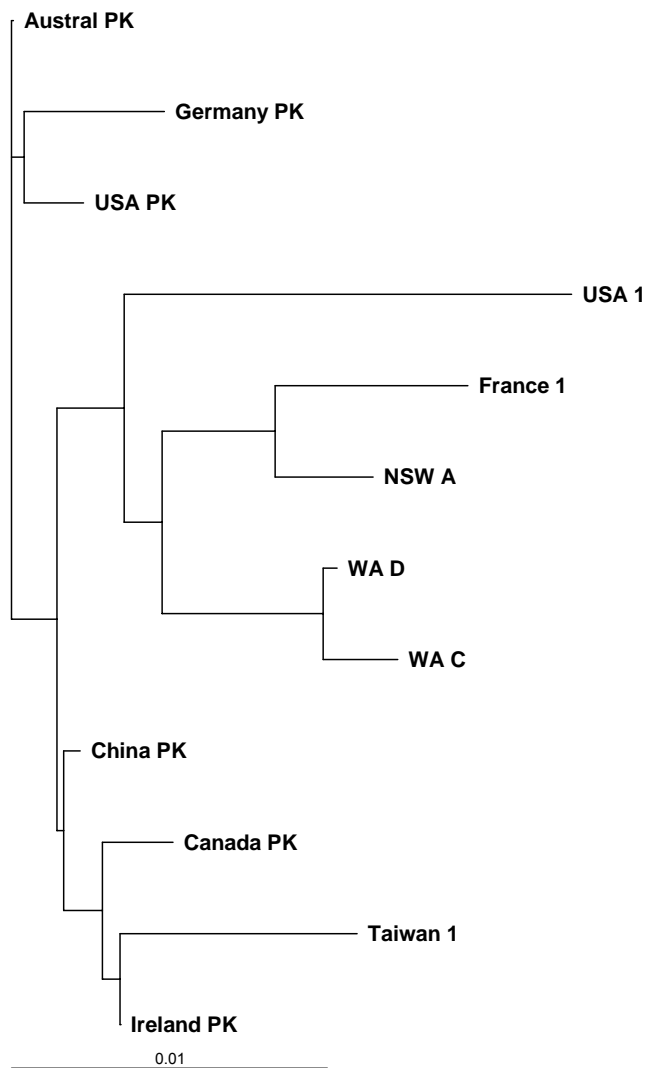 Austral PK
Germany PK
USA PK
USA 1
France 1
NSW A
WA D
WA C
China PK
Canada PK
Taiwan 1
Ireland PK
0.01